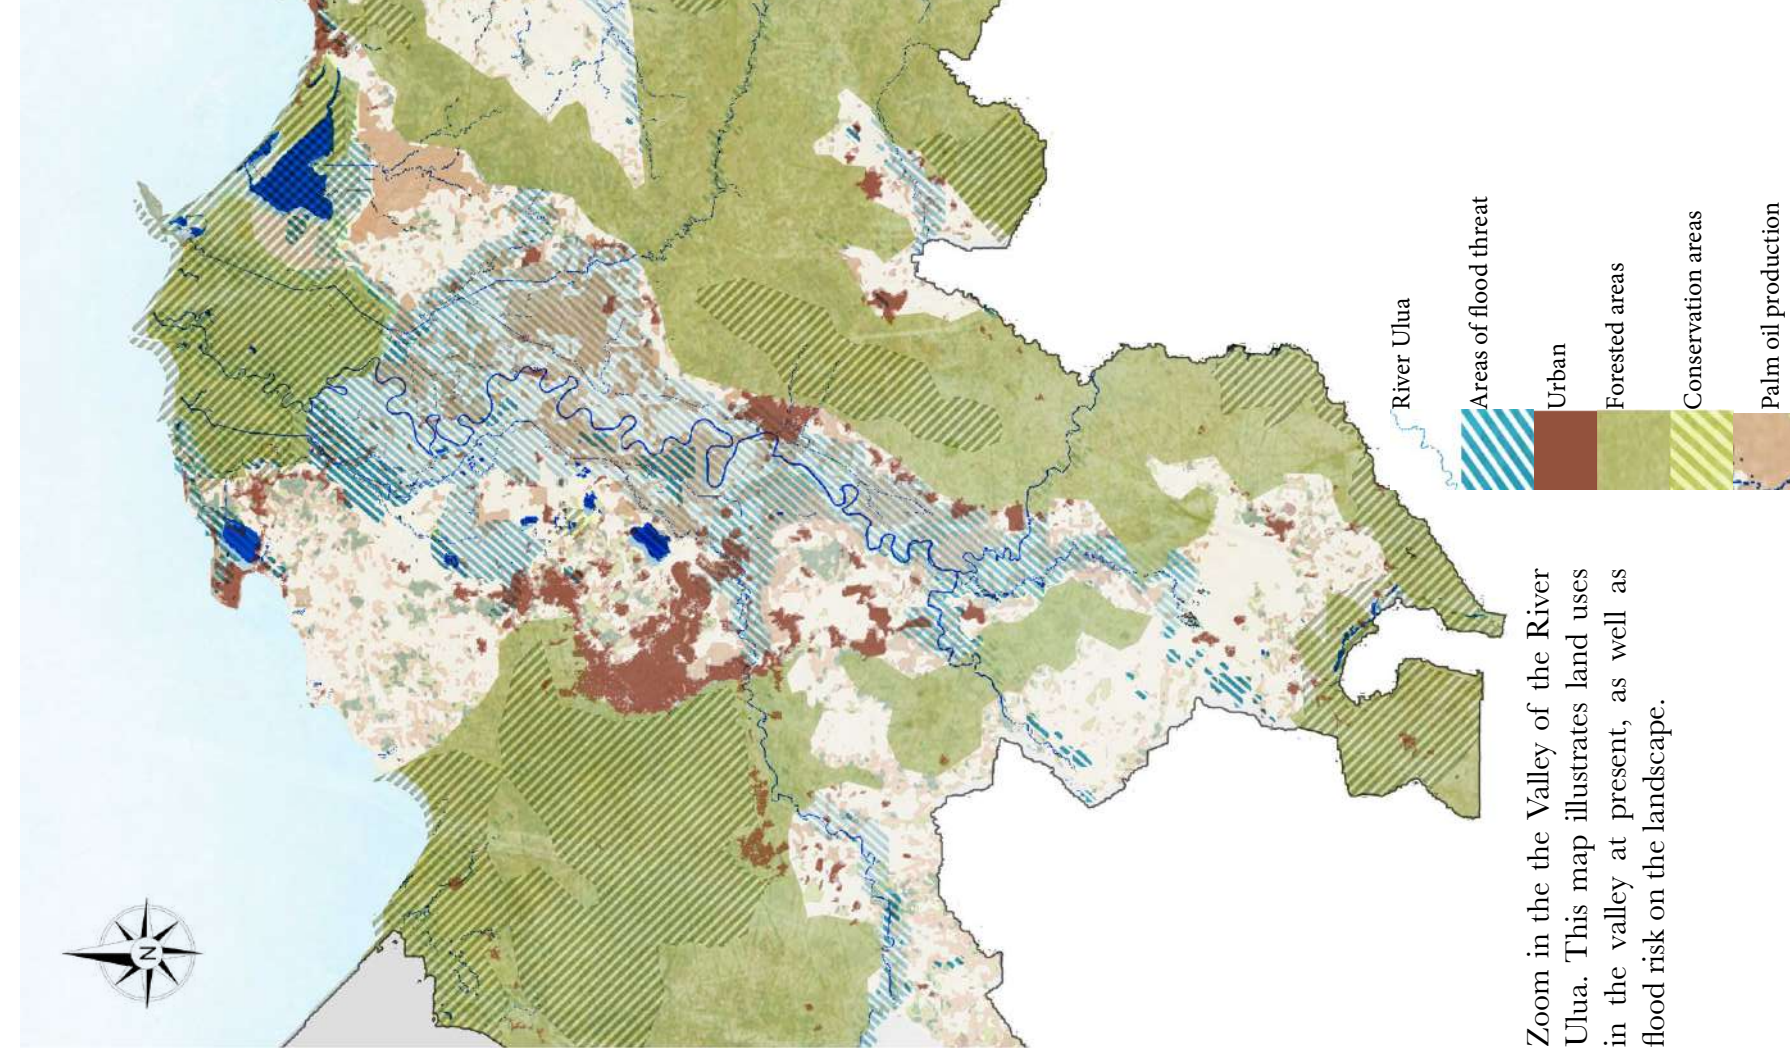 River Ulua
Areas of flood threat
Urban
Forested areas
Conservation areas
Palm oil production
Zoom in the the Valley of the River
Ulua. This map illustrates land uses
in the valley at present, as well as
flood risk on the landscape.
N